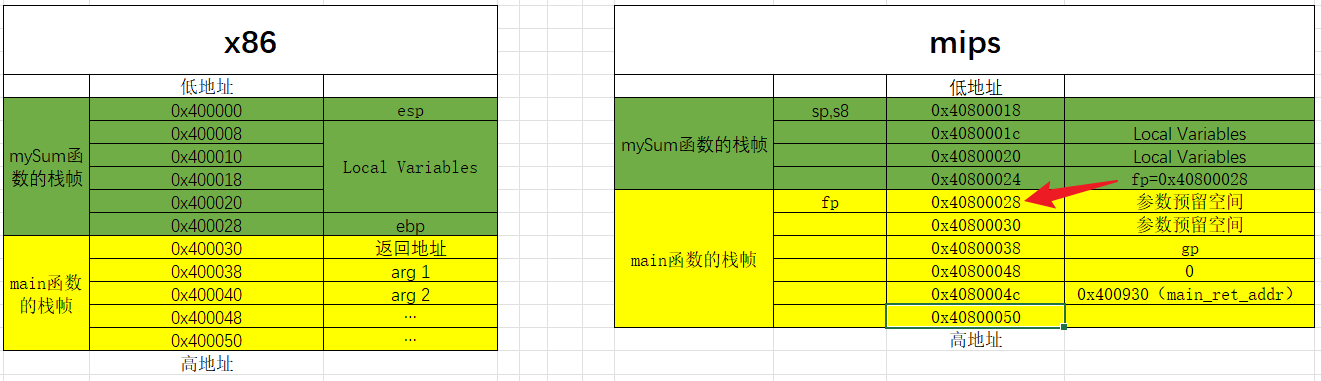 x86
低地址
mySum函数的栈帧
0x400000 esp
0x400008 Local Variables
0x400010
0x400018
0x400020
0x400028 ebp
main函数的栈帧
0x400030 返回地址
0x400038 arg 1
0x400040 arg 2
0x400048 …
0x400050 …
高地址
mips
低地址
mySum函数的栈帧
sp,s8 0x40800018
0x4080001c Local Variables
0x40800020 Local Variables
0x40800024 fp=0x40800028
main函数的栈帧
fp 0x40800028 参数预留空间
0x40800030 参数预留空间
0x40800038 gp
0x40800048 0
0x4080004c 0x400930（main_ret_addr）
0x40800050
高地址